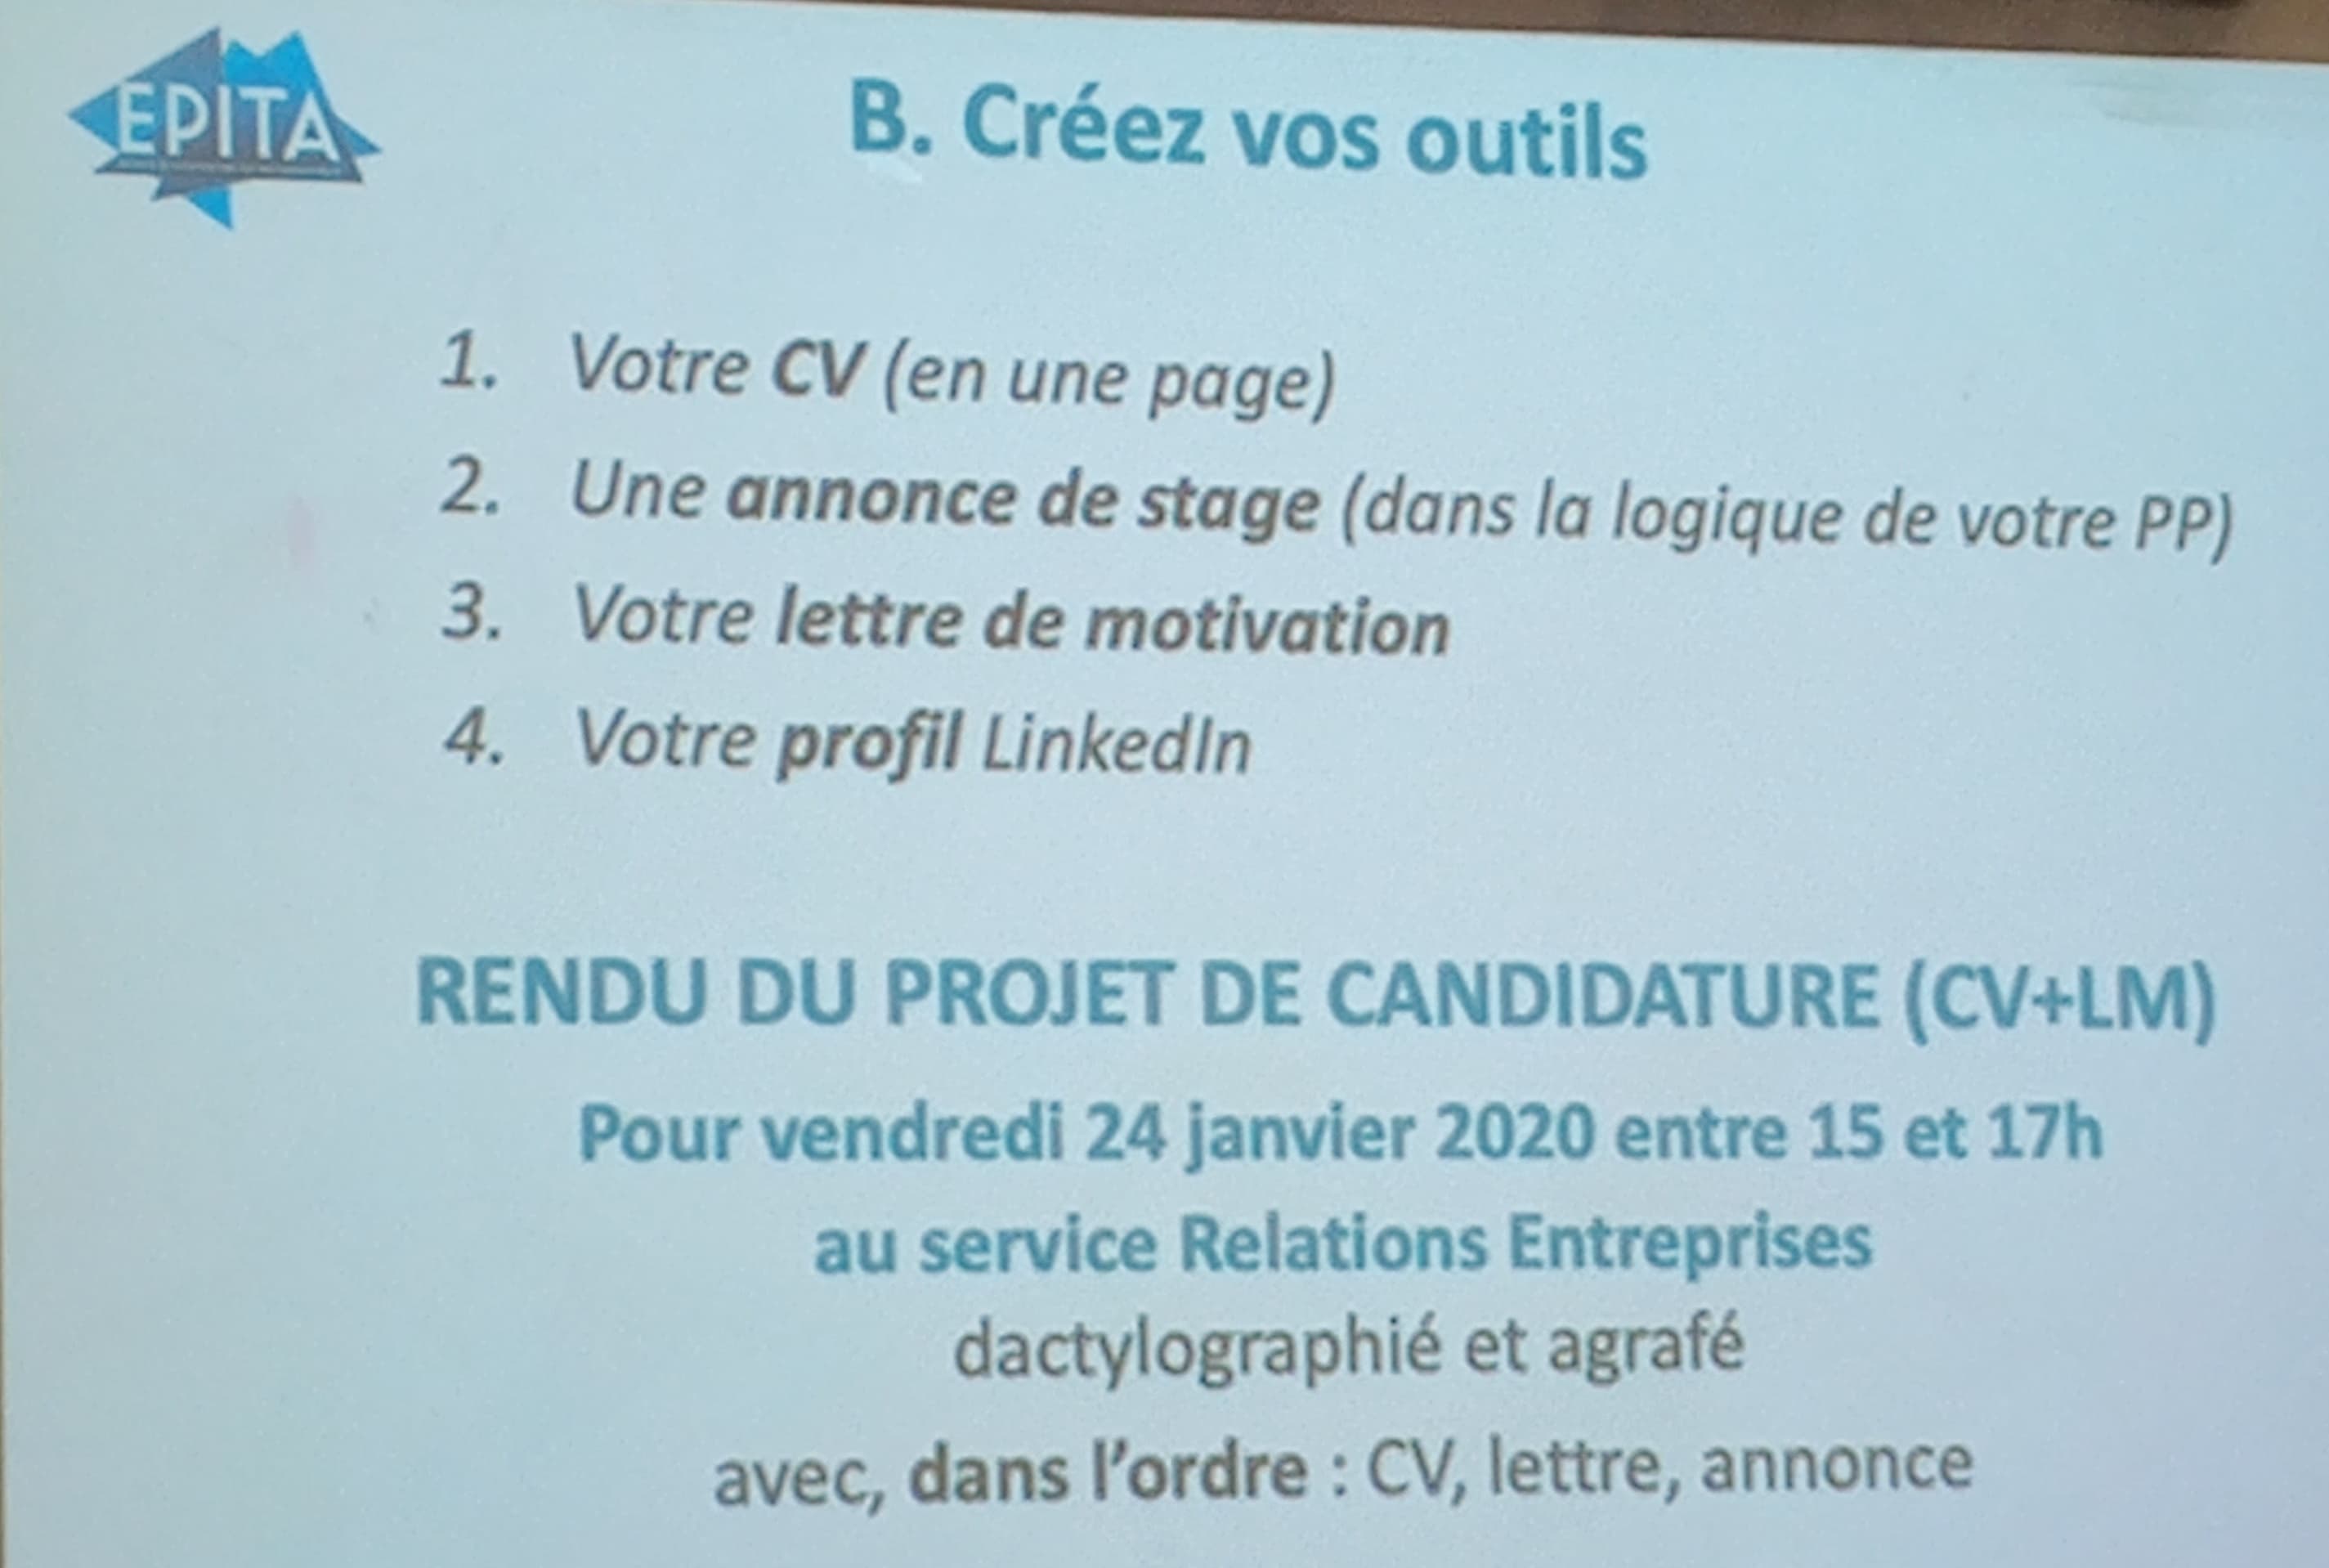 EPITA
B. Créez vos outils
1. Votre CV (en une page)
2. Une annonce de stage (dans la logique de votre PP)
3. Votre lettre de motivation
4. Votre profil LinkedIn
RENDU DU PROJET DE CANDIDATURE (CV+LM)
Pour vendredi 24 janvier 2020 entre 15 et 17h
au service Relations Entreprises
dactylographié et agrafé
avec, dans l'ordre : CV, lettre, annonce